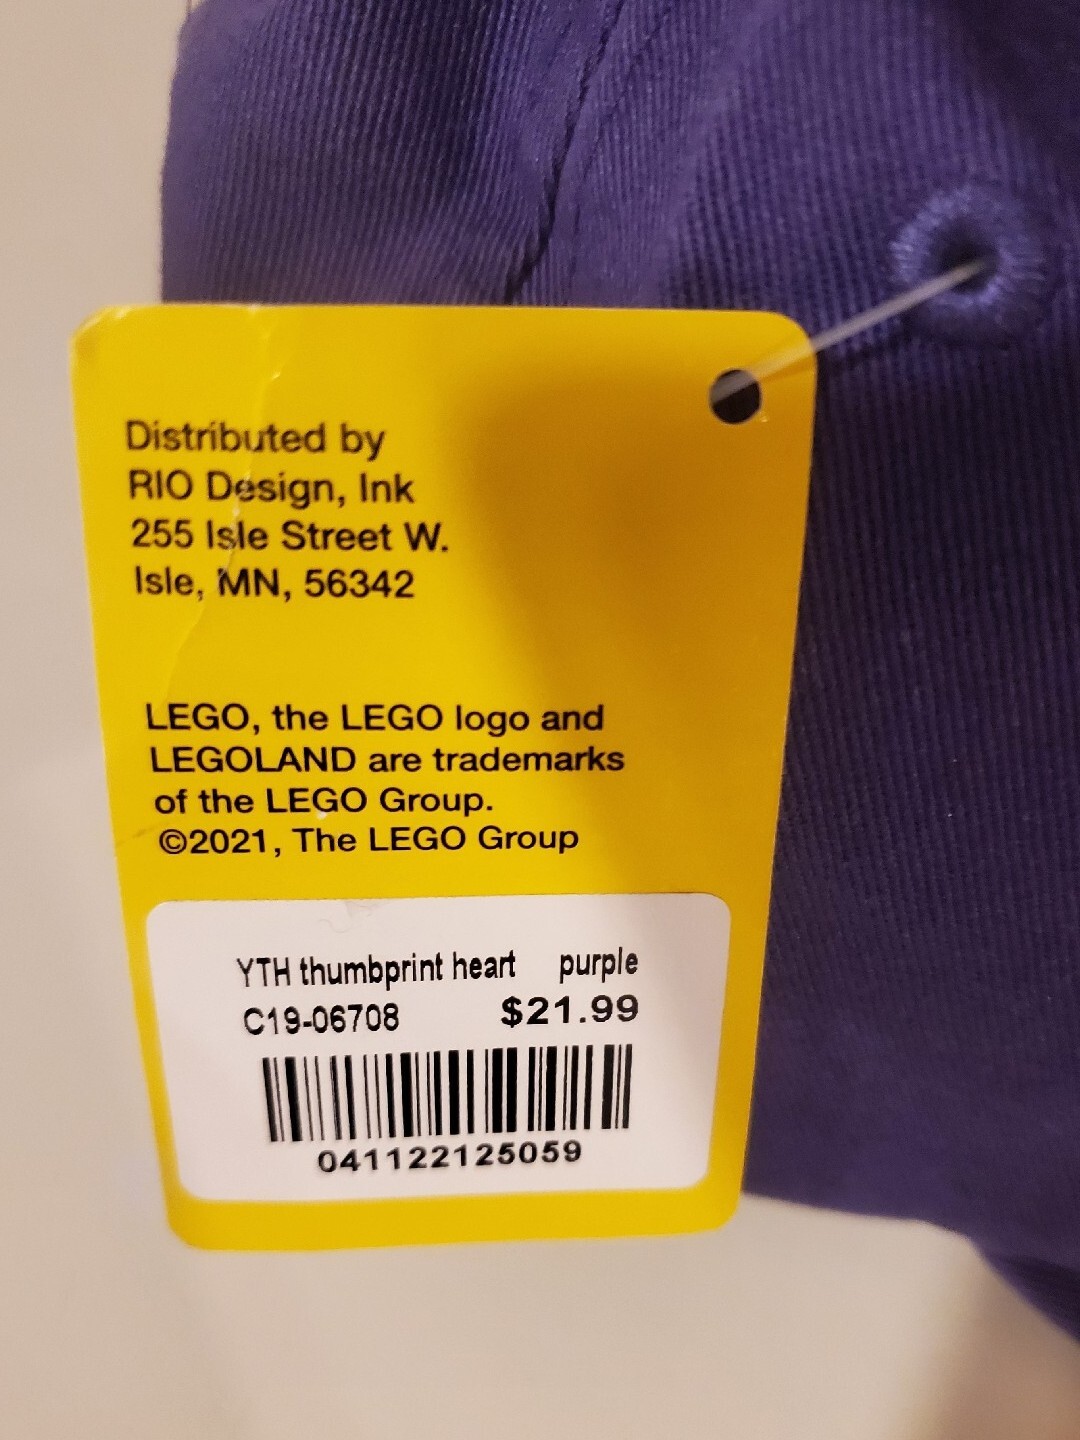 Distributed by
RIO Design, Ink
255 Isle Street W.
Isle, MN, 56342
LEGO, the LEGO logo and
LEGOLAND are trademarks
of the LEGO Group.
©2021, The LEGO Group
YTH thumbprint heart purple
C19-06708 $21.99
041122125059